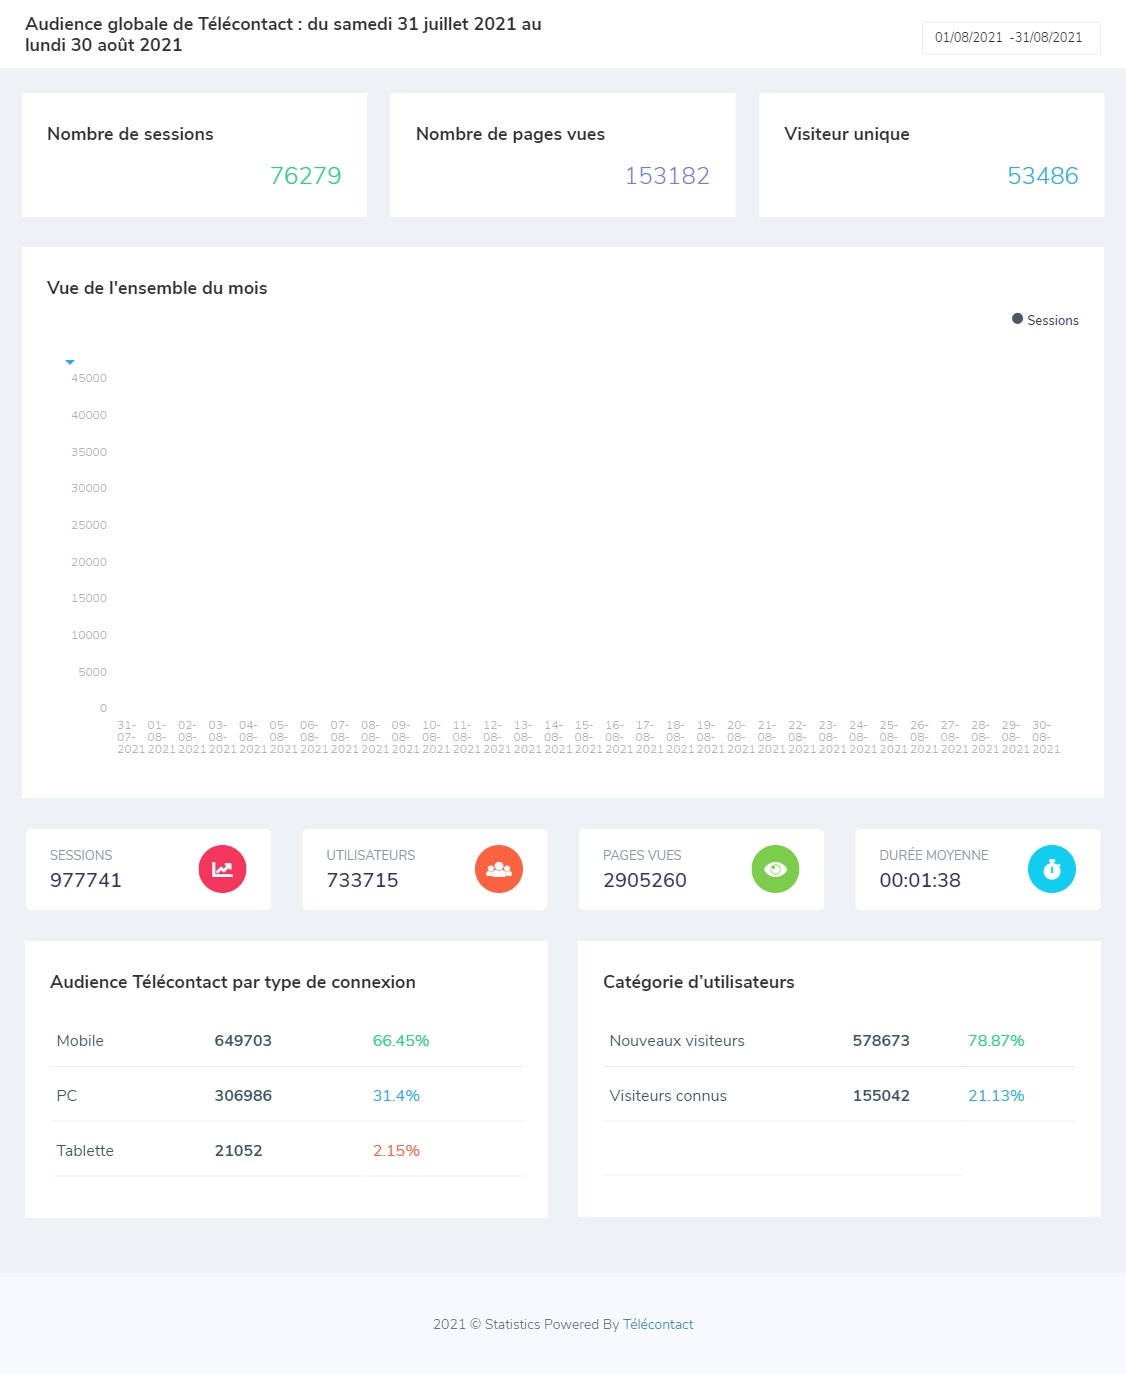 Audience globale de Télécontact : du samedi 31 juillet 2021 au
lundi 30 août 2021
01/08/2021 -31/08/2021
Nombre de sessions
76279
Nombre de pages vues
153182
Visiteur unique
53486
Vue de l'ensemble du mois
Sessions
45000
40000
35000
30000
25000
20000
15000
10000
5000
0
31- 01- 02- 03- 04- 05- 06- 07- 08- 09- 10- 11- 12- 13- 14- 15- 16- 17- 18- 19- 20- 21- 22- 23- 24- 25- 26- 27- 28- 29- 30-
07- 08- 08- 08- 08- 08- 08- 08- 08- 08- 08- 08- 08- 08- 08- 08- 08- 08- 08- 08- 08- 08- 08- 08- 08- 08- 08- 08- 08- 08- 08-
2021 2021 2021 2021 2021 2021 2021 2021 2021 2021 2021 2021 2021 2021 2021 2021 2021 2021 2021 2021 2021 2021 2021 2021 2021 2021 2021 2021 2021 2021 2021
SESSIONS
977741
UTILISATEURS
733715
PAGES VUES
2905260
DURÉE MOYENNE
00:01:38
Audience Télécontact par type de connexion
Mobile 649703 66.45%
PC 306986 31.4%
Tablette 21052 2.15%
Catégorie d’utilisateurs
Nouveaux visiteurs 578673 78.87%
Visiteurs connus 155042 21.13%
2021 © Statistics Powered By Télécontact